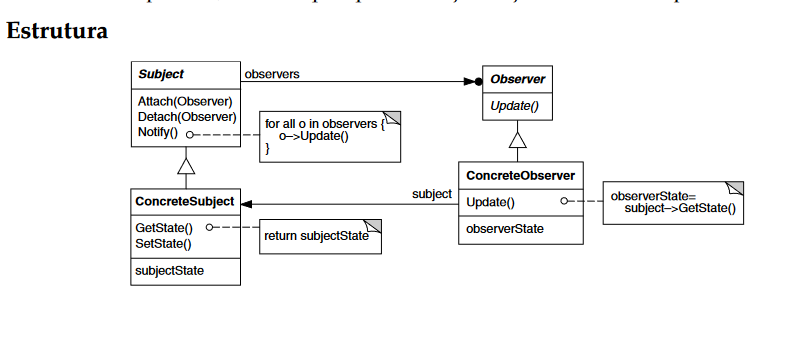 Estrutura
Subject
observers
Observer
Attach(Observer)
Detach(Observer)
Notify()
Update()
for all o in observers {
o–>Update()
}
ConcreteSubject
subject
ConcreteObserver
GetState()
SetState()
return subjectState
Update()
observerState=
subject–>GetState()
subjectState
observerState